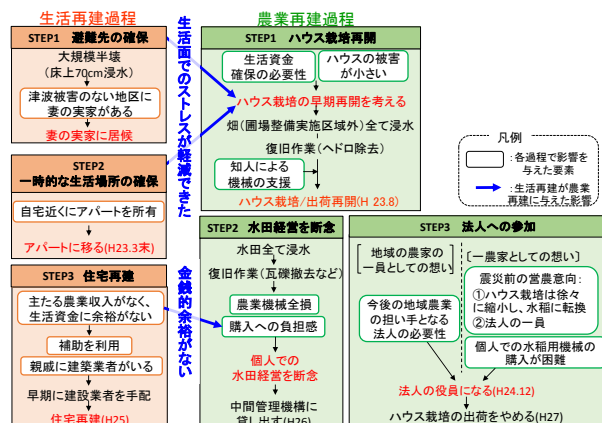 生活再建過程
STEP1 避難先の確保
大規模半壊
(床上70cm浸水)
津波被害のない地区に
妻の実家がある
妻の実家に居候
STEP2
一時的な生活場所の確保
自宅近くにアパートを所有
アパートに移る(H23.3末)
STEP3 住宅再建
主たる農業収入がなく、
生活資金に余裕がない
補助を利用
親戚に建築業者がいる
早期に建設業者を手配
住宅再建(H25)
生活面でのストレスが軽減できた
金銭的余裕がない
農業再建過程
STEP1 ハウス栽培再開
生活資金
確保の必要性
ハウスの被害
が小さい
ハウス栽培の早期再開を考える
畑(圃場整備実施区域外)全て浸水
復旧作業(ヘドロ除去)
知人による
機械の支援
ハウス栽培/出荷再開(H 23.8)
STEP2 水田経営を断念
水田全て浸水
復旧作業(瓦礫撤去など)
農業機械全損
購入への負担感
個人での
水田経営を断念
中間管理機構に
貸し出す(H26)
凡例
:各過程で影響を
与えた要素
:生活再建が農業
再建に与えた影響
STEP3 法人への参加
地域の農家の
一員としての想い
〔一農家としての想い〕
震災前の営農意向:
①ハウス栽培は徐々
に縮小し、水稲に転換
②法人の一員
今後の地域農業
の担い手となる
法人の必要性
個人での水稲用機械の
購入が困難
法人の役員になる(H24.12)
ハウス栽培の出荷をやめる(H27)